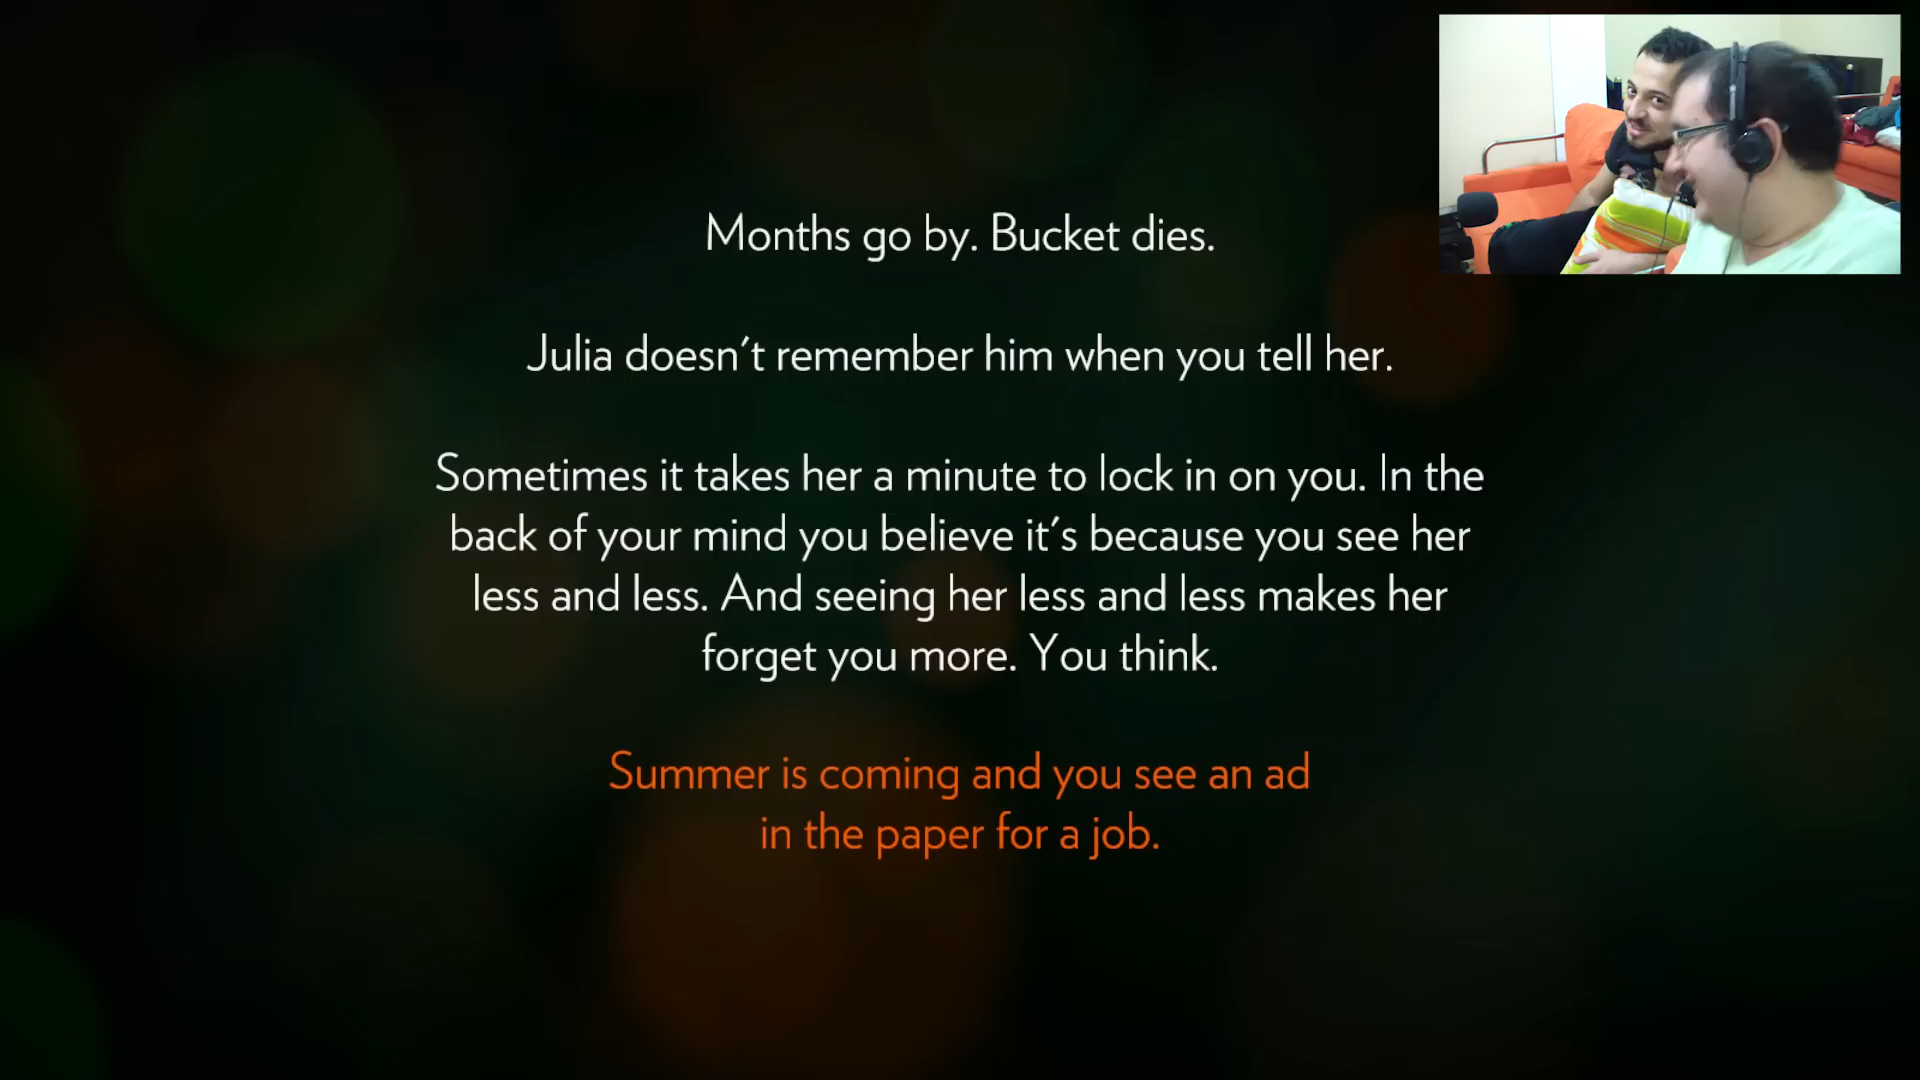 Months go by. Bucket dies.
Julia doesn't remember him when you tell her.
Sometimes it takes her a minute to lock in on you. In the
back of your mind you believe it's because you see her
less and less. And seeing her less and less makes her
forget you more. You think.
Summer is coming and you see an ad
in the paper for a job.